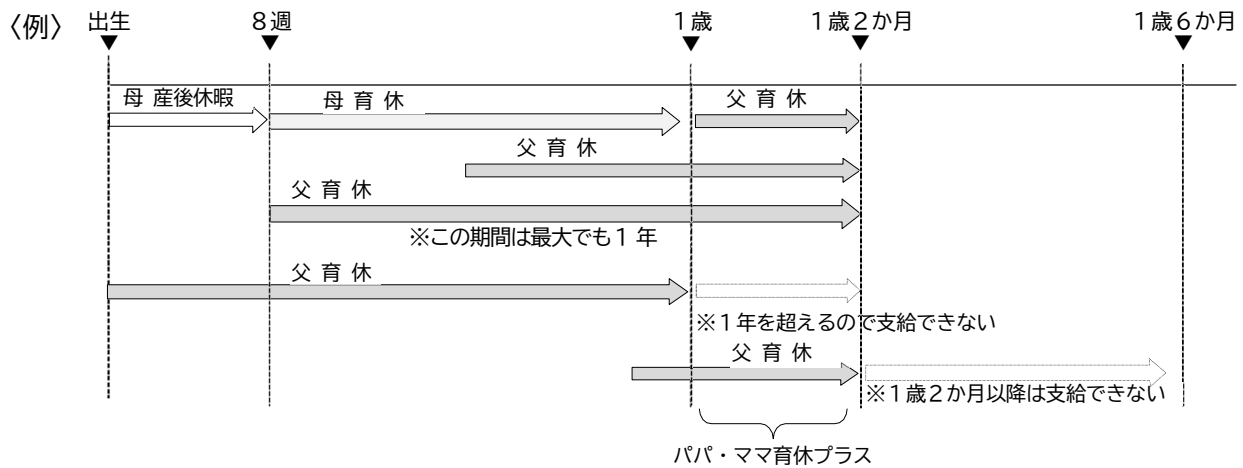 〈例〉 出生 8週 1歳 1歳2か月 1歳6か月
母 産後休暇 母 育 休 父 育 休
父 育 休
父 育 休
※この期間は最大でも1 年
父 育 休
※1年を超えるので支給できない
父 育 休
※1歳2か月以降は支給できない
パパ・ママ育休プラス